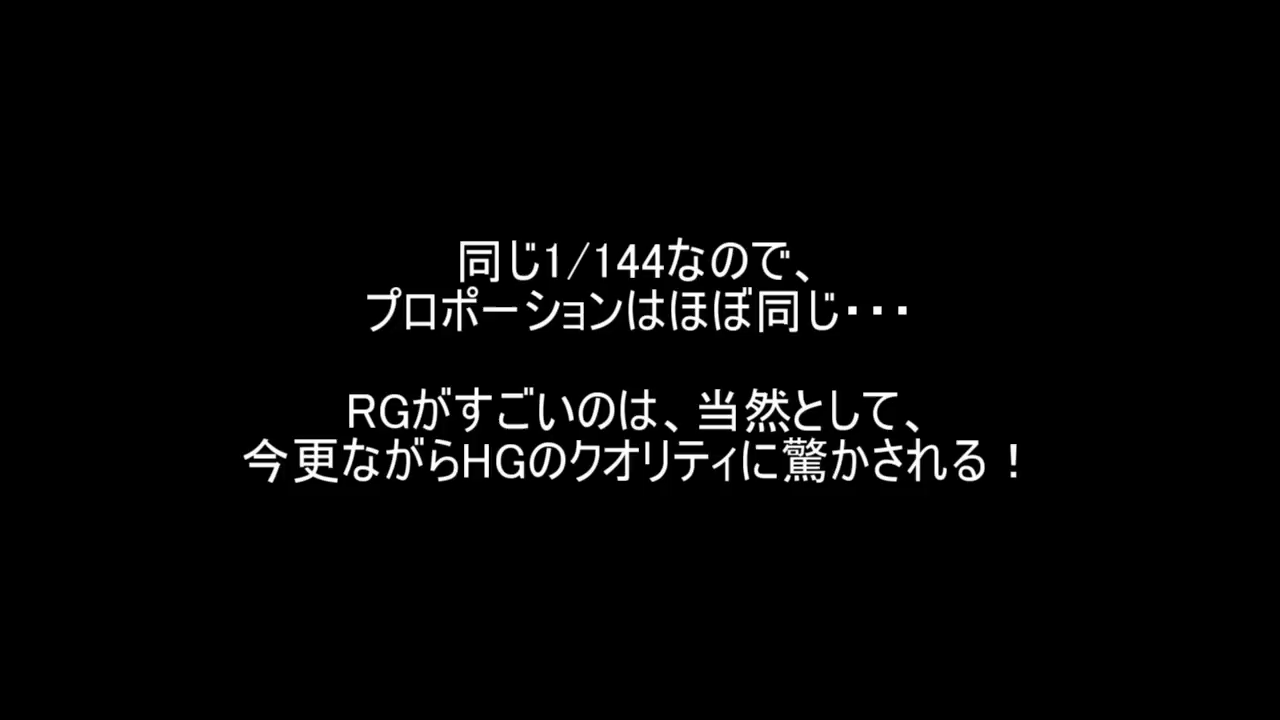 同じ1/144なので、
プロポーションはほぼ同じ・・・
RGがすごいのは、当然として、
今更ながらHGのクオリティに驚かされる！